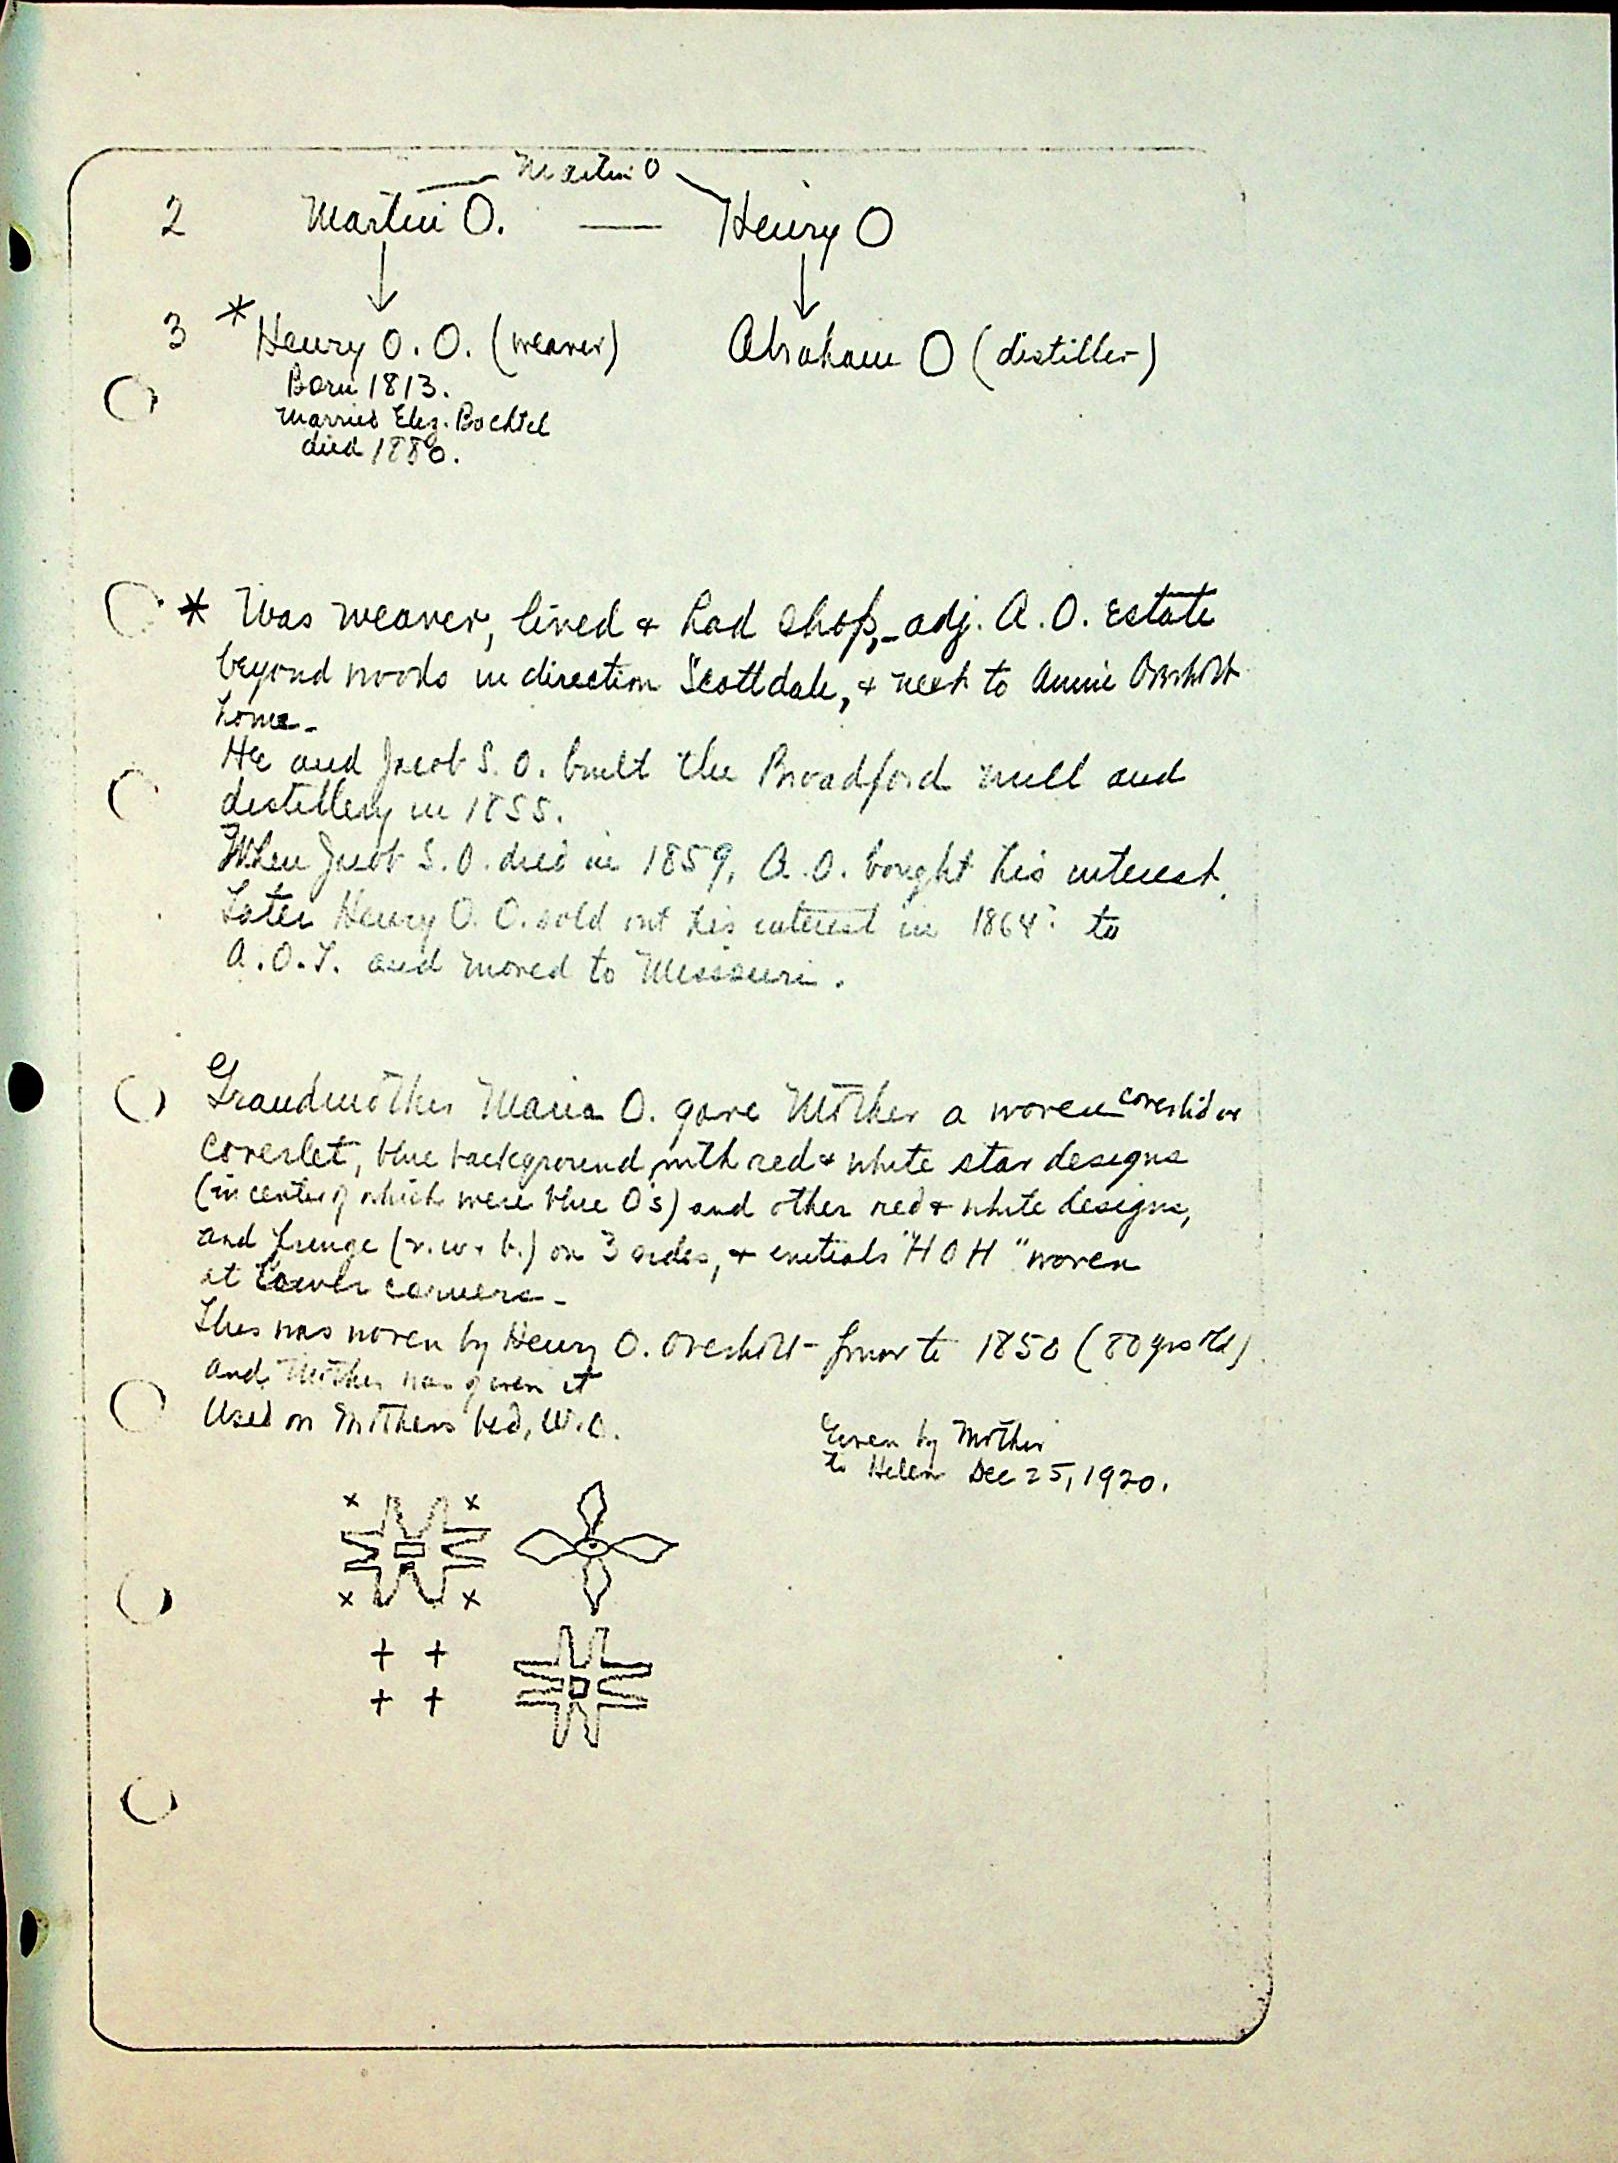 Martin O
2 Martin O. — Henry O
3 * Henry O. O. (weaver) Abraham O (distiller)
Born 1813.
Married Eliz. Bechtel
died 1880.
* Was weaver, lived & had shop, - adj. A. O. Estate
beyond woods in direction Scottdale, & next to Annie Overholt
home -
He and Jacob S. O. built the Broadford mill and
distillery in 1855.
When Jacob S. O. died in 1859, A. O. bought his interest.
Later Henry O. O. sold out his interest in 1864 to
A. O. T. and moved to Missouri.
Grandmother Maria O. gave Mother a woven coverlid or
coverlet, blue background, with red & white star designs
(in center of which were blue O's) and other red & white designs,
and fringe (r. w & b.) on 3 sides, & initials "H O H" woven
at lower corners -
This was woven by Henry O. Overholt - prior to 1850 (80 yrs old)
and Mother was given it
Used on Mothers bed, W.O.
Given by Mother
to Helen Dec 25, 1920.